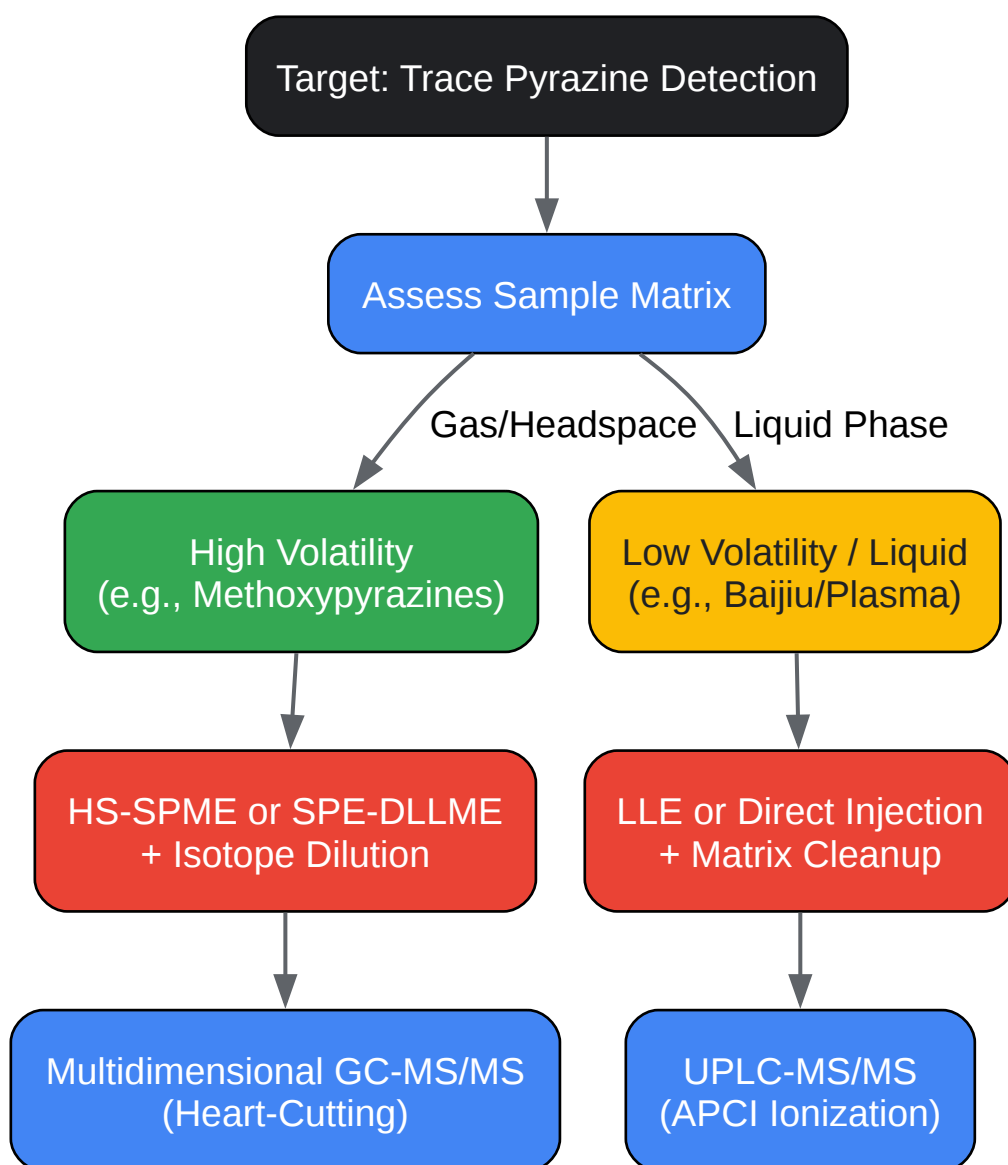 Target: Trace Pyrazine Detection
Assess Sample Matrix
Gas/Headspace
Liquid Phase
High Volatility
(e.g., Methoxypyrazines)
Low Volatility / Liquid
(e.g., Baijiu/Plasma)
HS-SPME or SPE-DLLME
+ Isotope Dilution
LLE or Direct Injection
+ Matrix Cleanup
Multidimensional GC-MS/MS
(Heart-Cutting)
UPLC-MS/MS
(APCI Ionization)